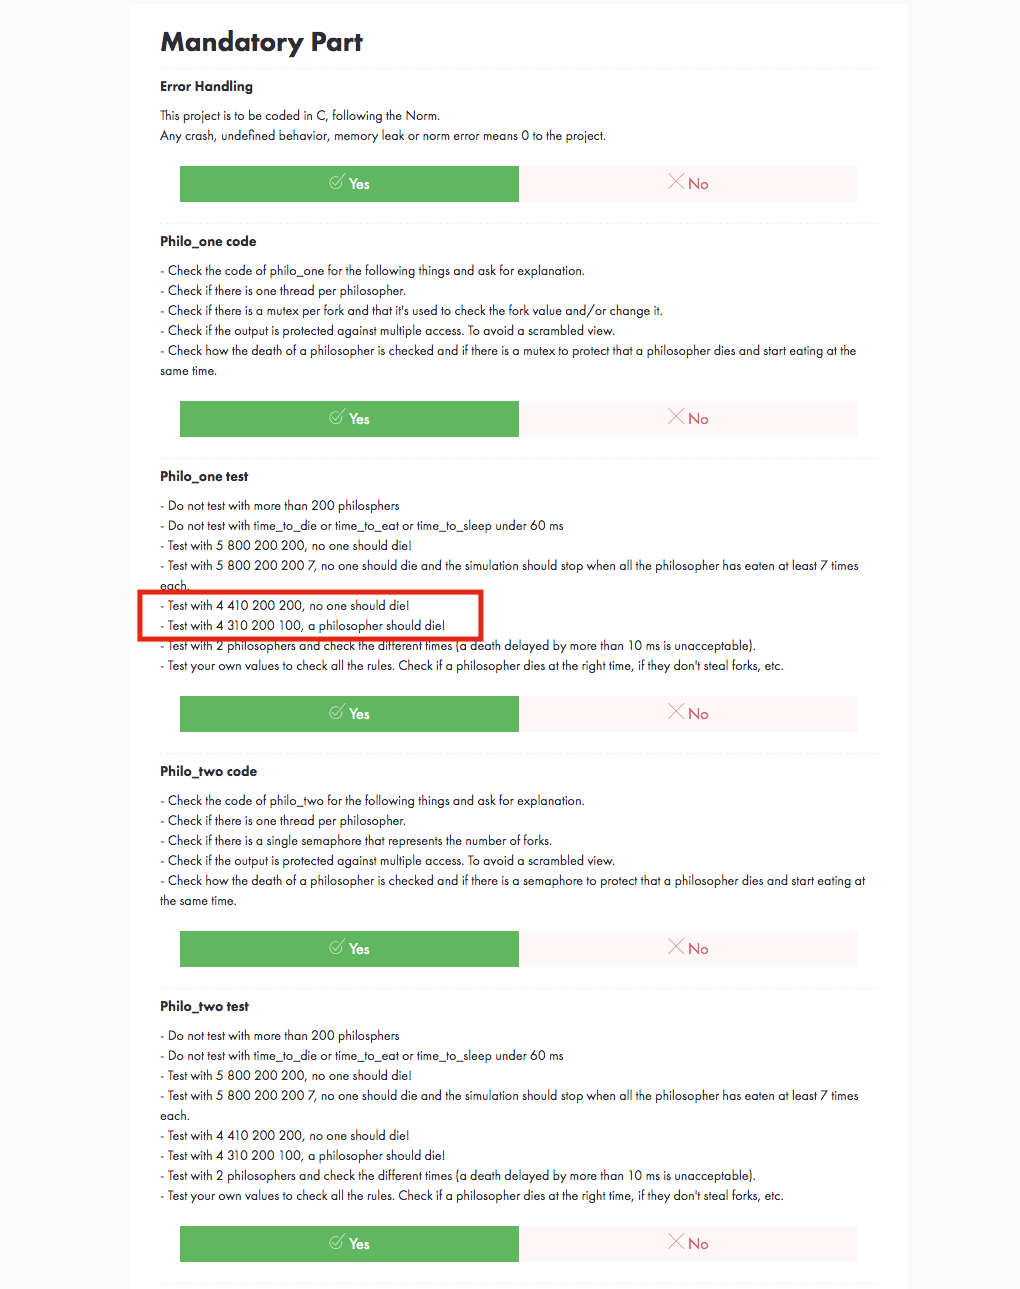 Mandatory Part
Error Handling
This project is to be coded in C, following the Norm.
Any crash, undefined behavior, memory leak or norm error means 0 to the project.
Yes No
Philo_one code
- Check the code of philo_one for the following things and ask for explanation.
- Check if there is one thread per philosopher.
- Check if there is a mutex per fork and that it's used to check the fork value and/or change it.
- Check if the output is protected against multiple access. To avoid a scrambled view.
- Check how the death of a philosopher is checked and if there is a mutex to protect that a philosopher dies and start eating at the
same time.
Yes No
Philo_one test
- Do not test with more than 200 philosphers
- Do not test with time_to_die or time_to_eat or time_to_sleep under 60 ms
- Test with 5 800 200 200, no one should die!
- Test with 5 800 200 200 7, no one should die and the simulation should stop when all the philosopher has eaten at least 7 times
each.
- Test with 4 410 200 200, no one should die!
- Test with 4 310 200 100, a philosopher should die!
- Test with 2 philosophers and check the different times (a death delayed by more than 10 ms is unacceptable).
- Test your own values to check all the rules. Check if a philosopher dies at the right time, if they don't steal forks, etc.
Yes No
Philo_two code
- Check the code of philo_two for the following things and ask for explanation.
- Check if there is one thread per philosopher.
- Check if there is a single semaphore that represents the number of forks.
- Check if the output is protected against multiple access. To avoid a scrambled view.
- Check how the death of a philosopher is checked and if there is a semaphore to protect that a philosopher dies and start eating at
the same time.
Yes No
Philo_two test
- Do not test with more than 200 philosphers
- Do not test with time_to_die or time_to_eat or time_to_sleep under 60 ms
- Test with 5 800 200 200, no one should die!
- Test with 5 800 200 200 7, no one should die and the simulation should stop when all the philosopher has eaten at least 7 times
each.
- Test with 4 410 200 200, no one should die!
- Test with 4 310 200 100, a philosopher should die!
- Test with 2 philosophers and check the different times (a death delayed by more than 10 ms is unacceptable).
- Test your own values to check all the rules. Check if a philosopher dies at the right time, if they don't steal forks, etc.
Yes No